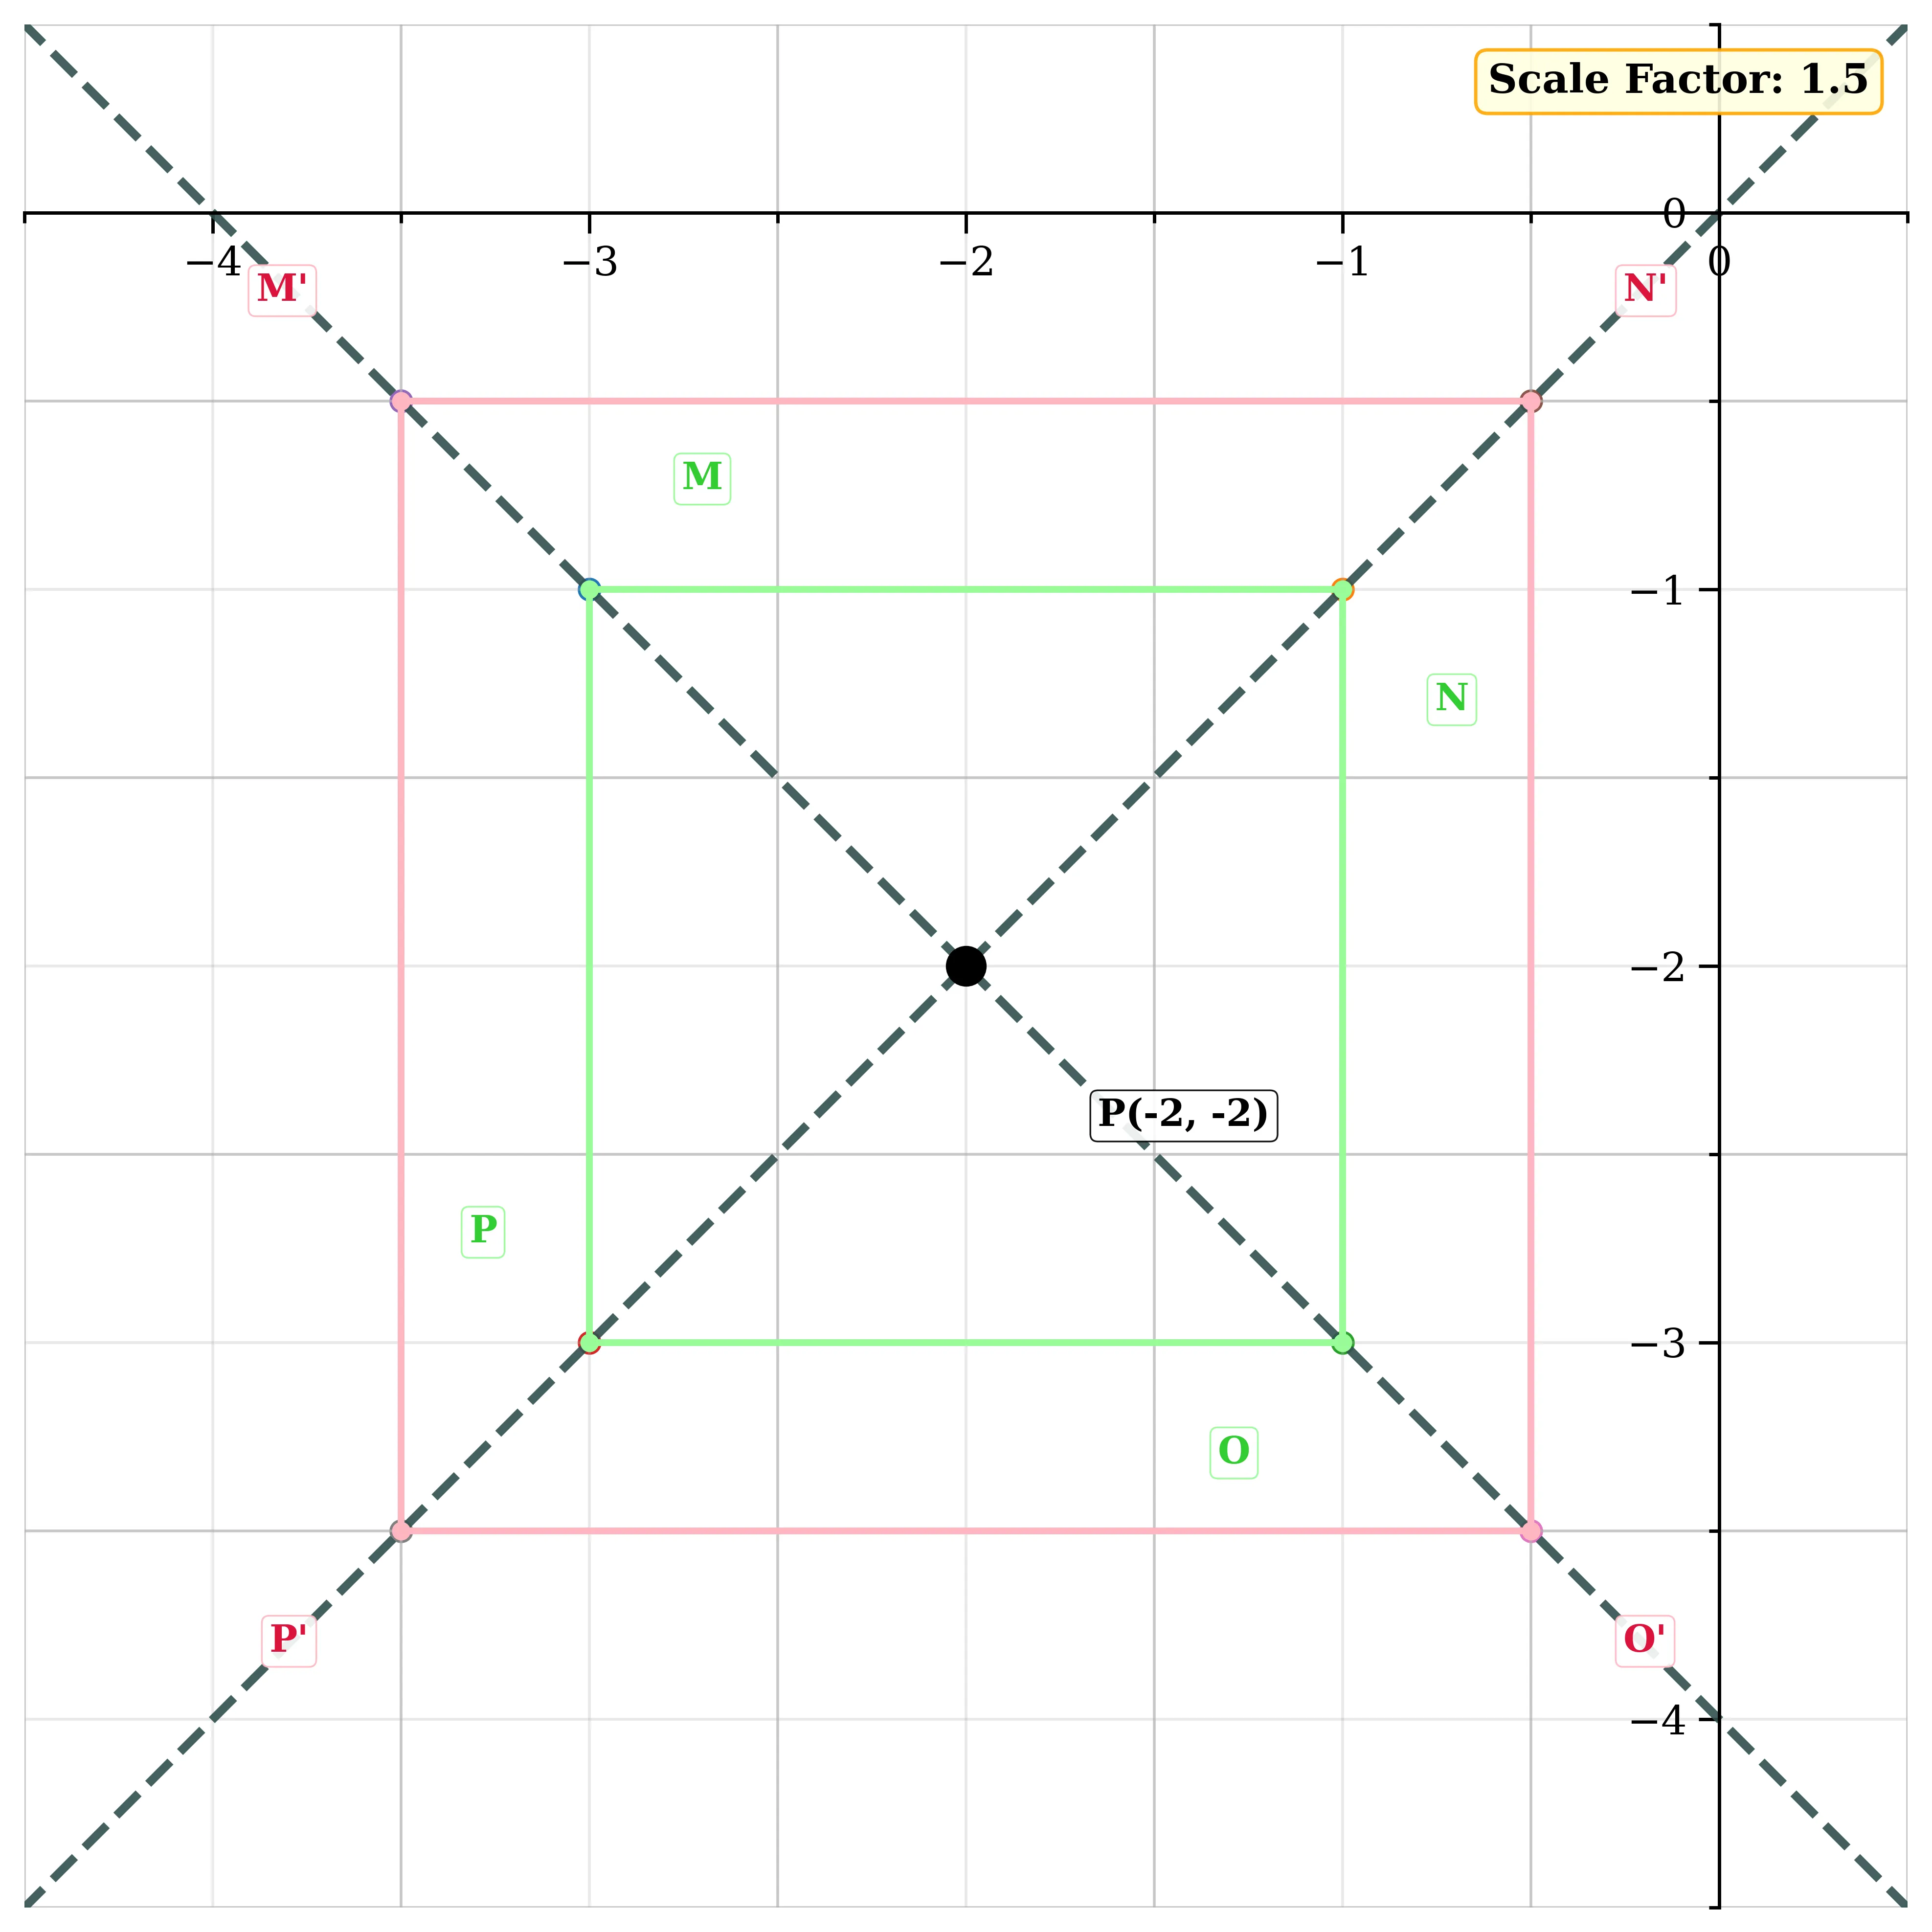 Scale Factor: 1.5
0
−4
−3
−2
−1
0
M'
N'
M
−1
N
−2
P(-2, -2)
P
−3
O
P'
O'
−4